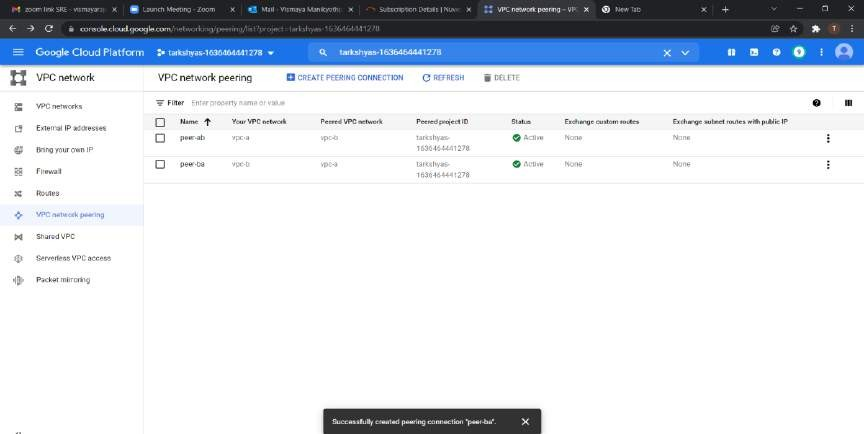 zoom link SRE - vismayaraj
Launch Meeting - Zoom
Mail - Vismaya Manikyothp
Subscription Details | Nuve
VPC network peering – VPC
New Tab
console.cloud.google.com/networking/peering/list?project=tarkshyas-1636464441278
T
Google Cloud Platform
tarkshyas-1636464441278
tarkshyas-1636464441278
9
VPC network
VPC network peering
CREATE PEERING CONNECTION
REFRESH
DELETE
VPC networks
External IP addresses
Bring your own IP
Firewall
Routes
VPC network peering
Shared VPC
Serverless VPC access
Packet mirroring
Filter Enter property name or value
Name Your VPC network Peered VPC network Peered project ID Status Exchange custom routes Exchange subnet routes with public IP
peer-ab vpc-a vpc-b tarkshyas-1636464441278 Active None None
peer-ba vpc-b vpc-a tarkshyas-1636464441278 Active None None
Successfully created peering connection "peer-ba".